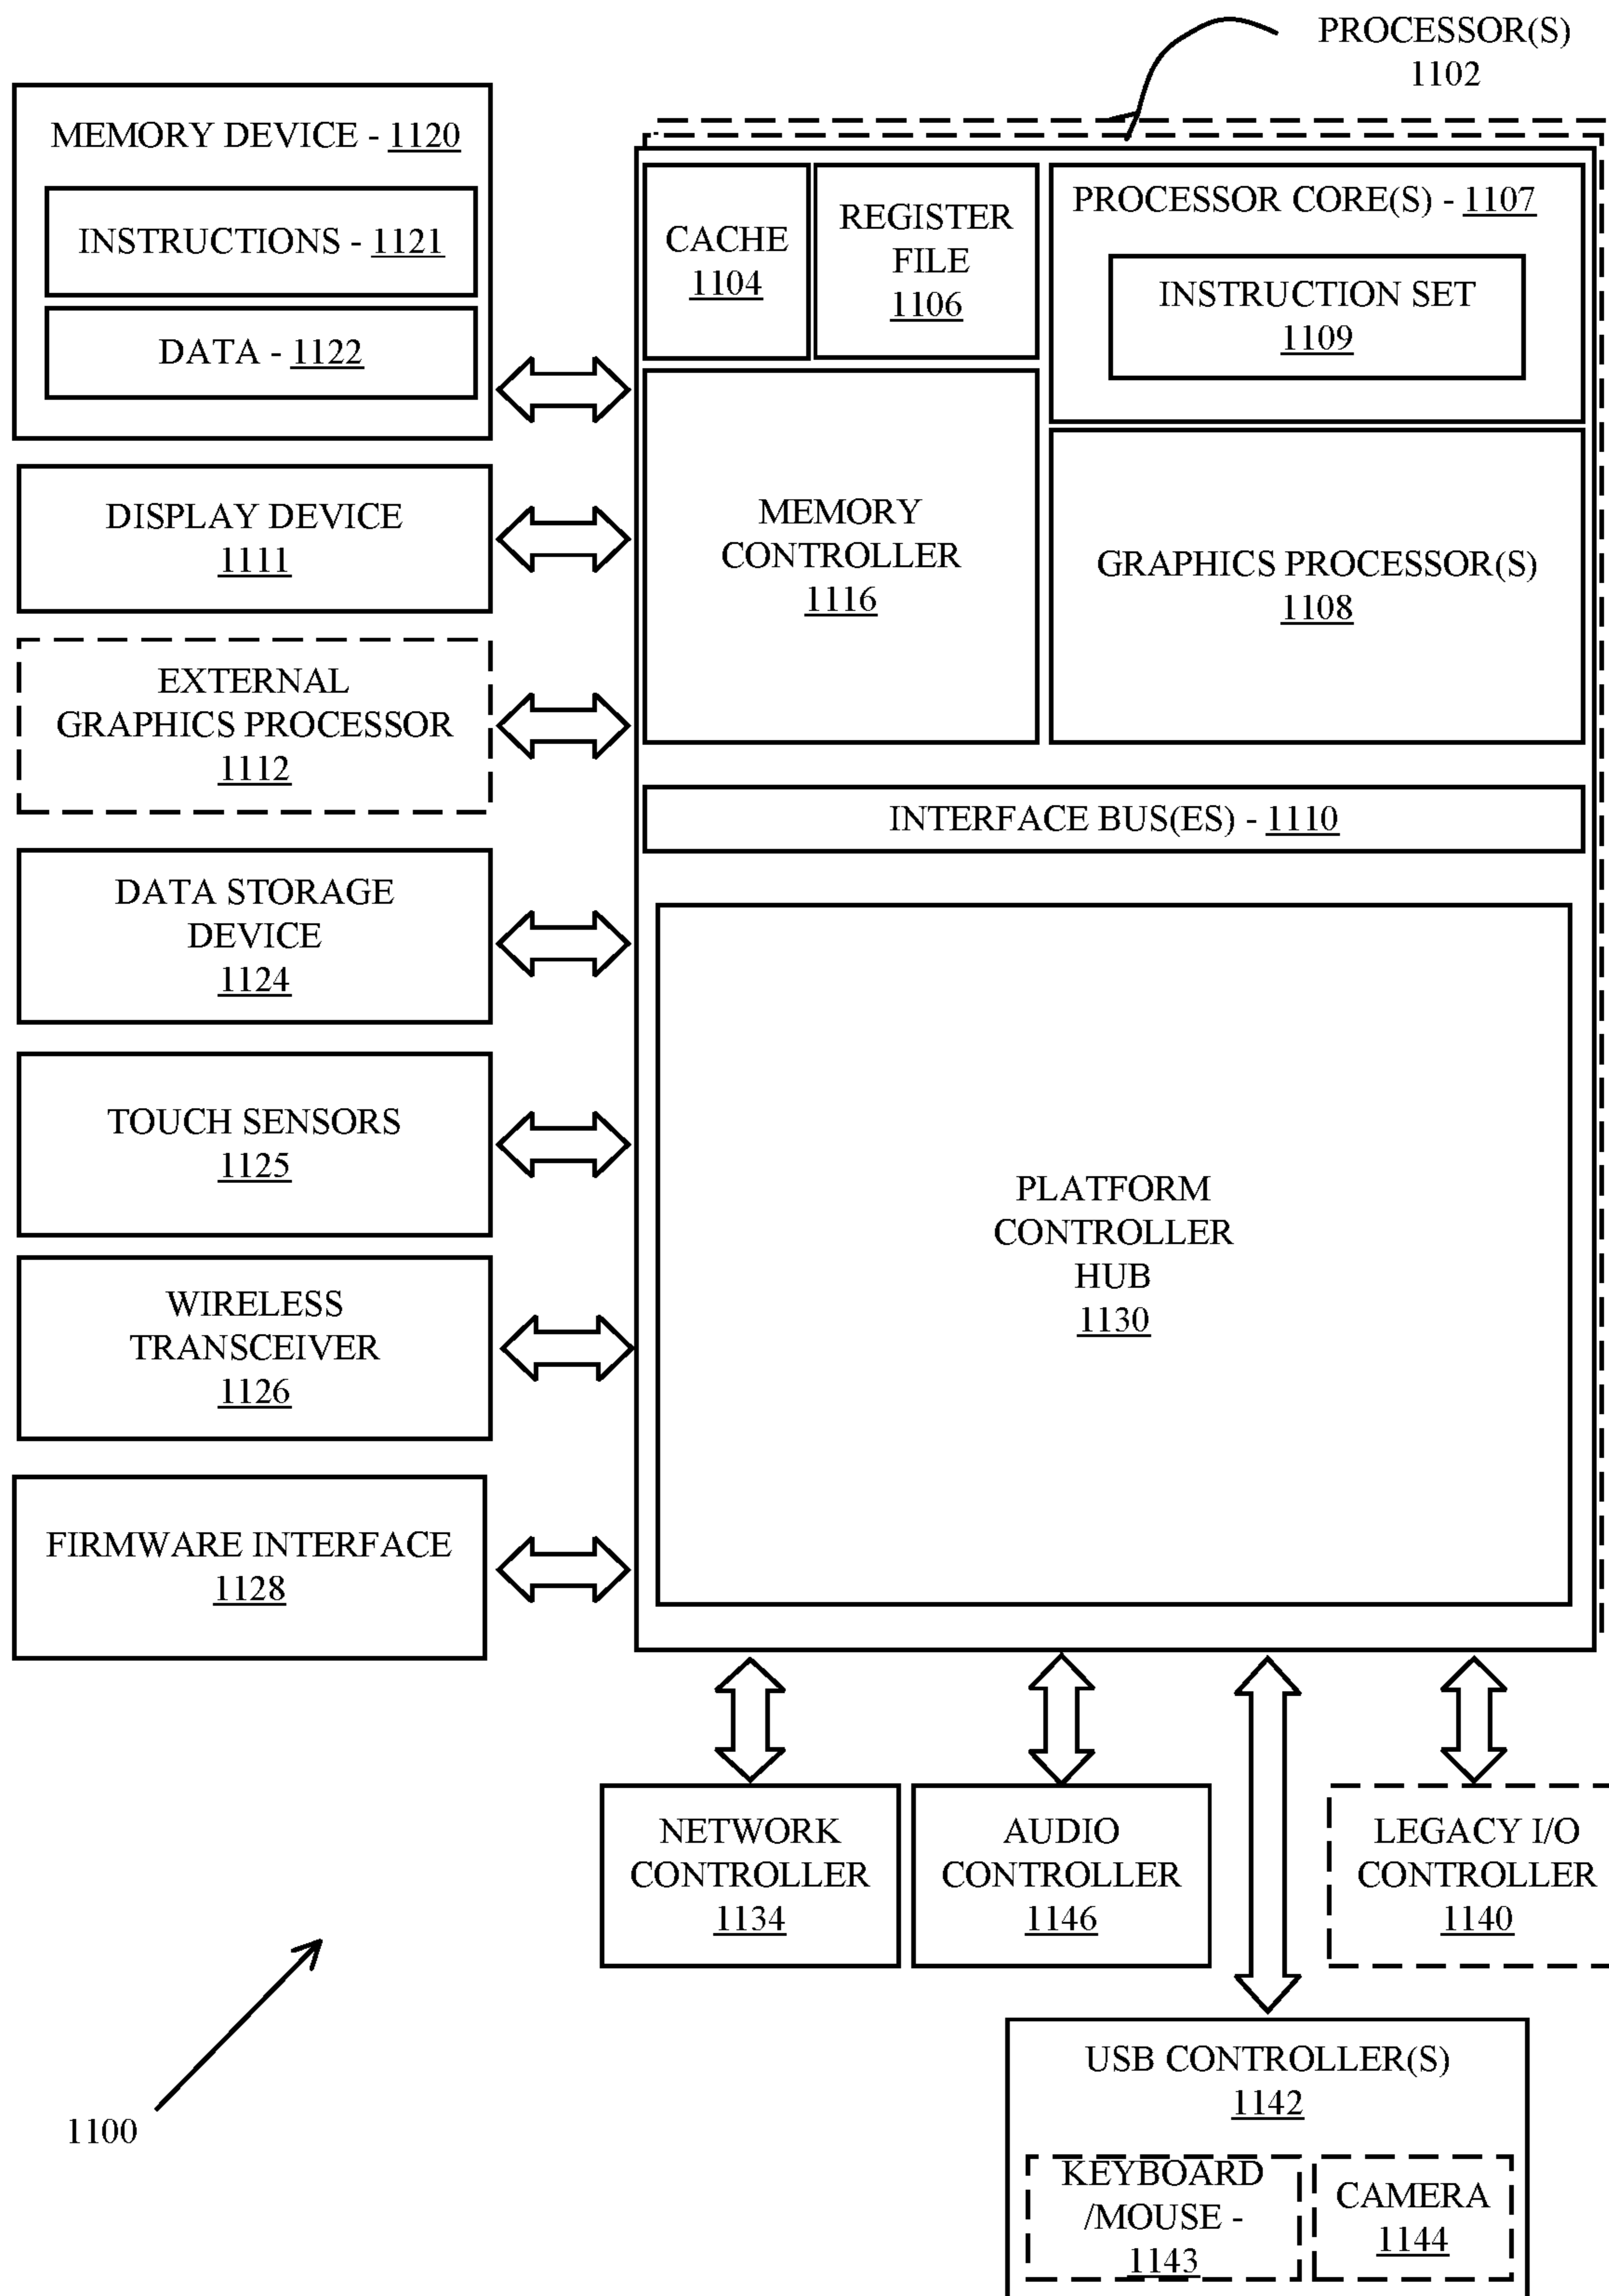 PROCESSOR(S)
1102
MEMORY DEVICE - 1120
INSTRUCTIONS - 1121
DATA - 1122
DISPLAY DEVICE
1111
EXTERNAL
GRAPHICS PROCESSOR
1112
DATA STORAGE
DEVICE
1124
TOUCH SENSORS
1125
WIRELESS
TRANSCEIVER
1126
FIRMWARE INTERFACE
1128
CACHE
1104
REGISTER
FILE
1106
PROCESSOR CORE(S) - 1107
INSTRUCTION SET
1109
MEMORY
CONTROLLER
1116
GRAPHICS PROCESSOR(S)
1108
INTERFACE BUS(ES) - 1110
PLATFORM
CONTROLLER
HUB
1130
NETWORK
CONTROLLER
1134
AUDIO
CONTROLLER
1146
LEGACY I/O
CONTROLLER
1140
USB CONTROLLER(S)
1142
KEYBOARD
/MOUSE -
1143
CAMERA
1144
1100